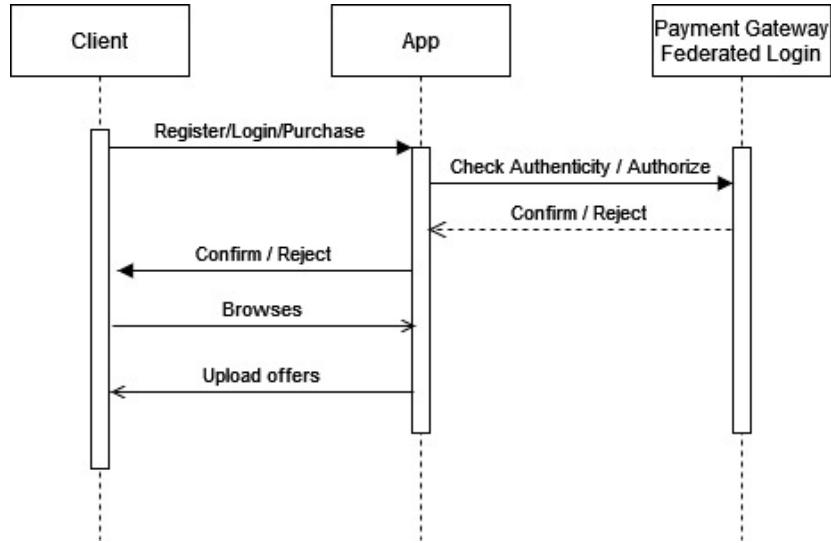 Client
App
Payment Gateway
Federated Login
Register/Login/Purchase
Check Authenticity / Authorize
Confirm / Reject
Confirm / Reject
Browses
Upload offers